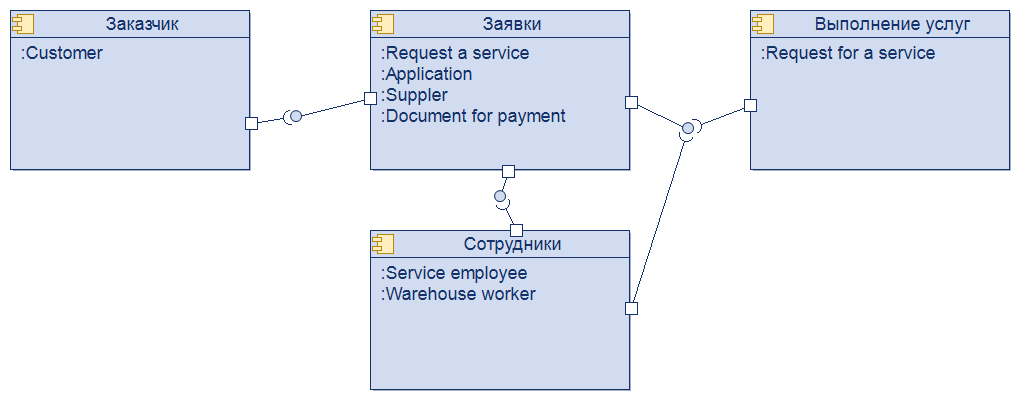 Заказчик
:Customer
Заявки
:Request a service
:Application
:Suppler
:Document for payment
Выполнение услуг
:Request for a service
Сотрудники
:Service employee
:Warehouse worker